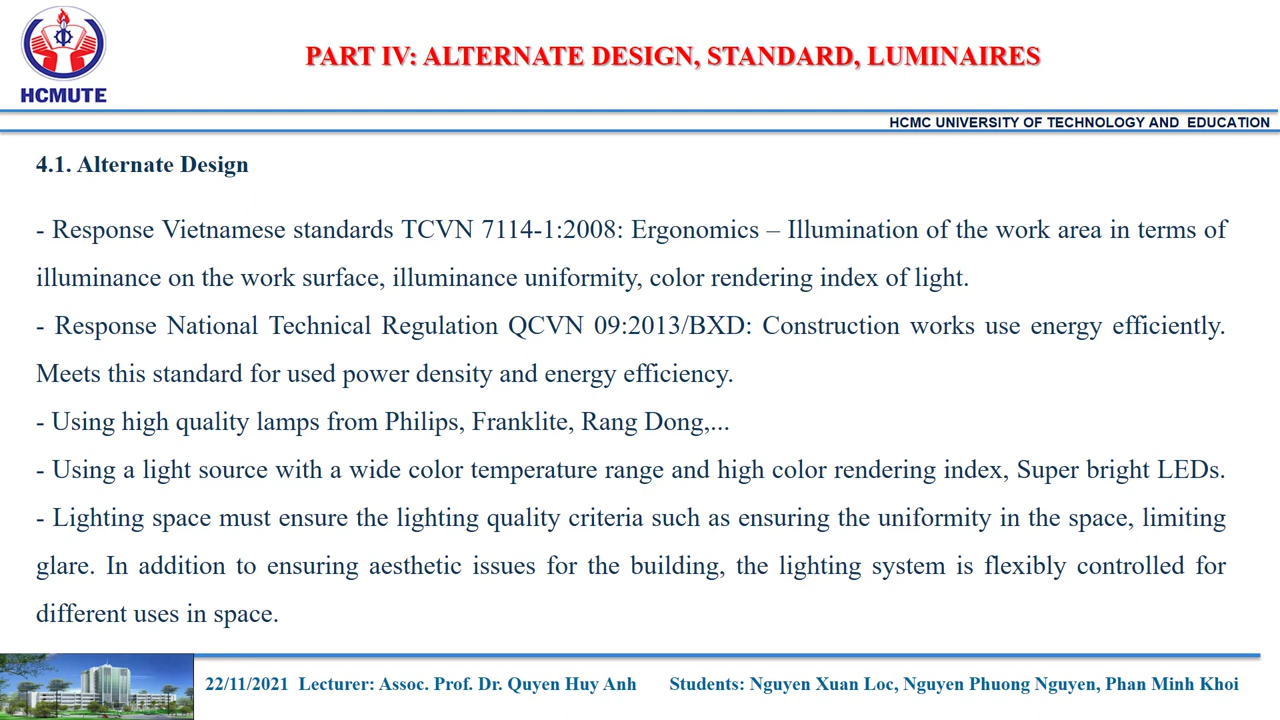 HCMUTE
PART IV: ALTERNATE DESIGN, STANDARD, LUMINAIRES
HCMC UNIVERSITY OF TECHNOLOGY AND EDUCATION
4.1. Alternate Design
- Response Vietnamese standards TCVN 7114-1:2008: Ergonomics – Illumination of the work area in terms of
illuminance on the work surface, illuminance uniformity, color rendering index of light.
- Response National Technical Regulation QCVN 09:2013/BXD: Construction works use energy efficiently.
Meets this standard for used power density and energy efficiency.
- Using high quality lamps from Philips, Franklite, Rang Dong,...
- Using a light source with a wide color temperature range and high color rendering index, Super bright LEDs.
- Lighting space must ensure the lighting quality criteria such as ensuring the uniformity in the space, limiting
glare. In addition to ensuring aesthetic issues for the building, the lighting system is flexibly controlled for
different uses in space.
22/11/2021 Lecturer: Assoc. Prof. Dr. Quyen Huy Anh Students: Nguyen Xuan Loc, Nguyen Phuong Nguyen, Phan Minh Khoi